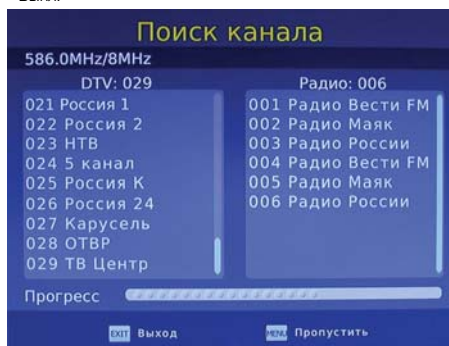 Поиск канала
586.0MHz/8MHz
DTV: 029
021 Россия 1
022 Россия 2
023 НТВ
024 5 канал
025 Россия К
026 Россия 24
027 Карусель
028 ОТВР
029 ТВ Центр
Радио: 006
001 Радио Вести FM
002 Радио Маяк
003 Радио России
004 Радио Вести FM
005 Радио Маяк
006 Радио России
Прогресс
EXIT Выход
MENU Пропустить